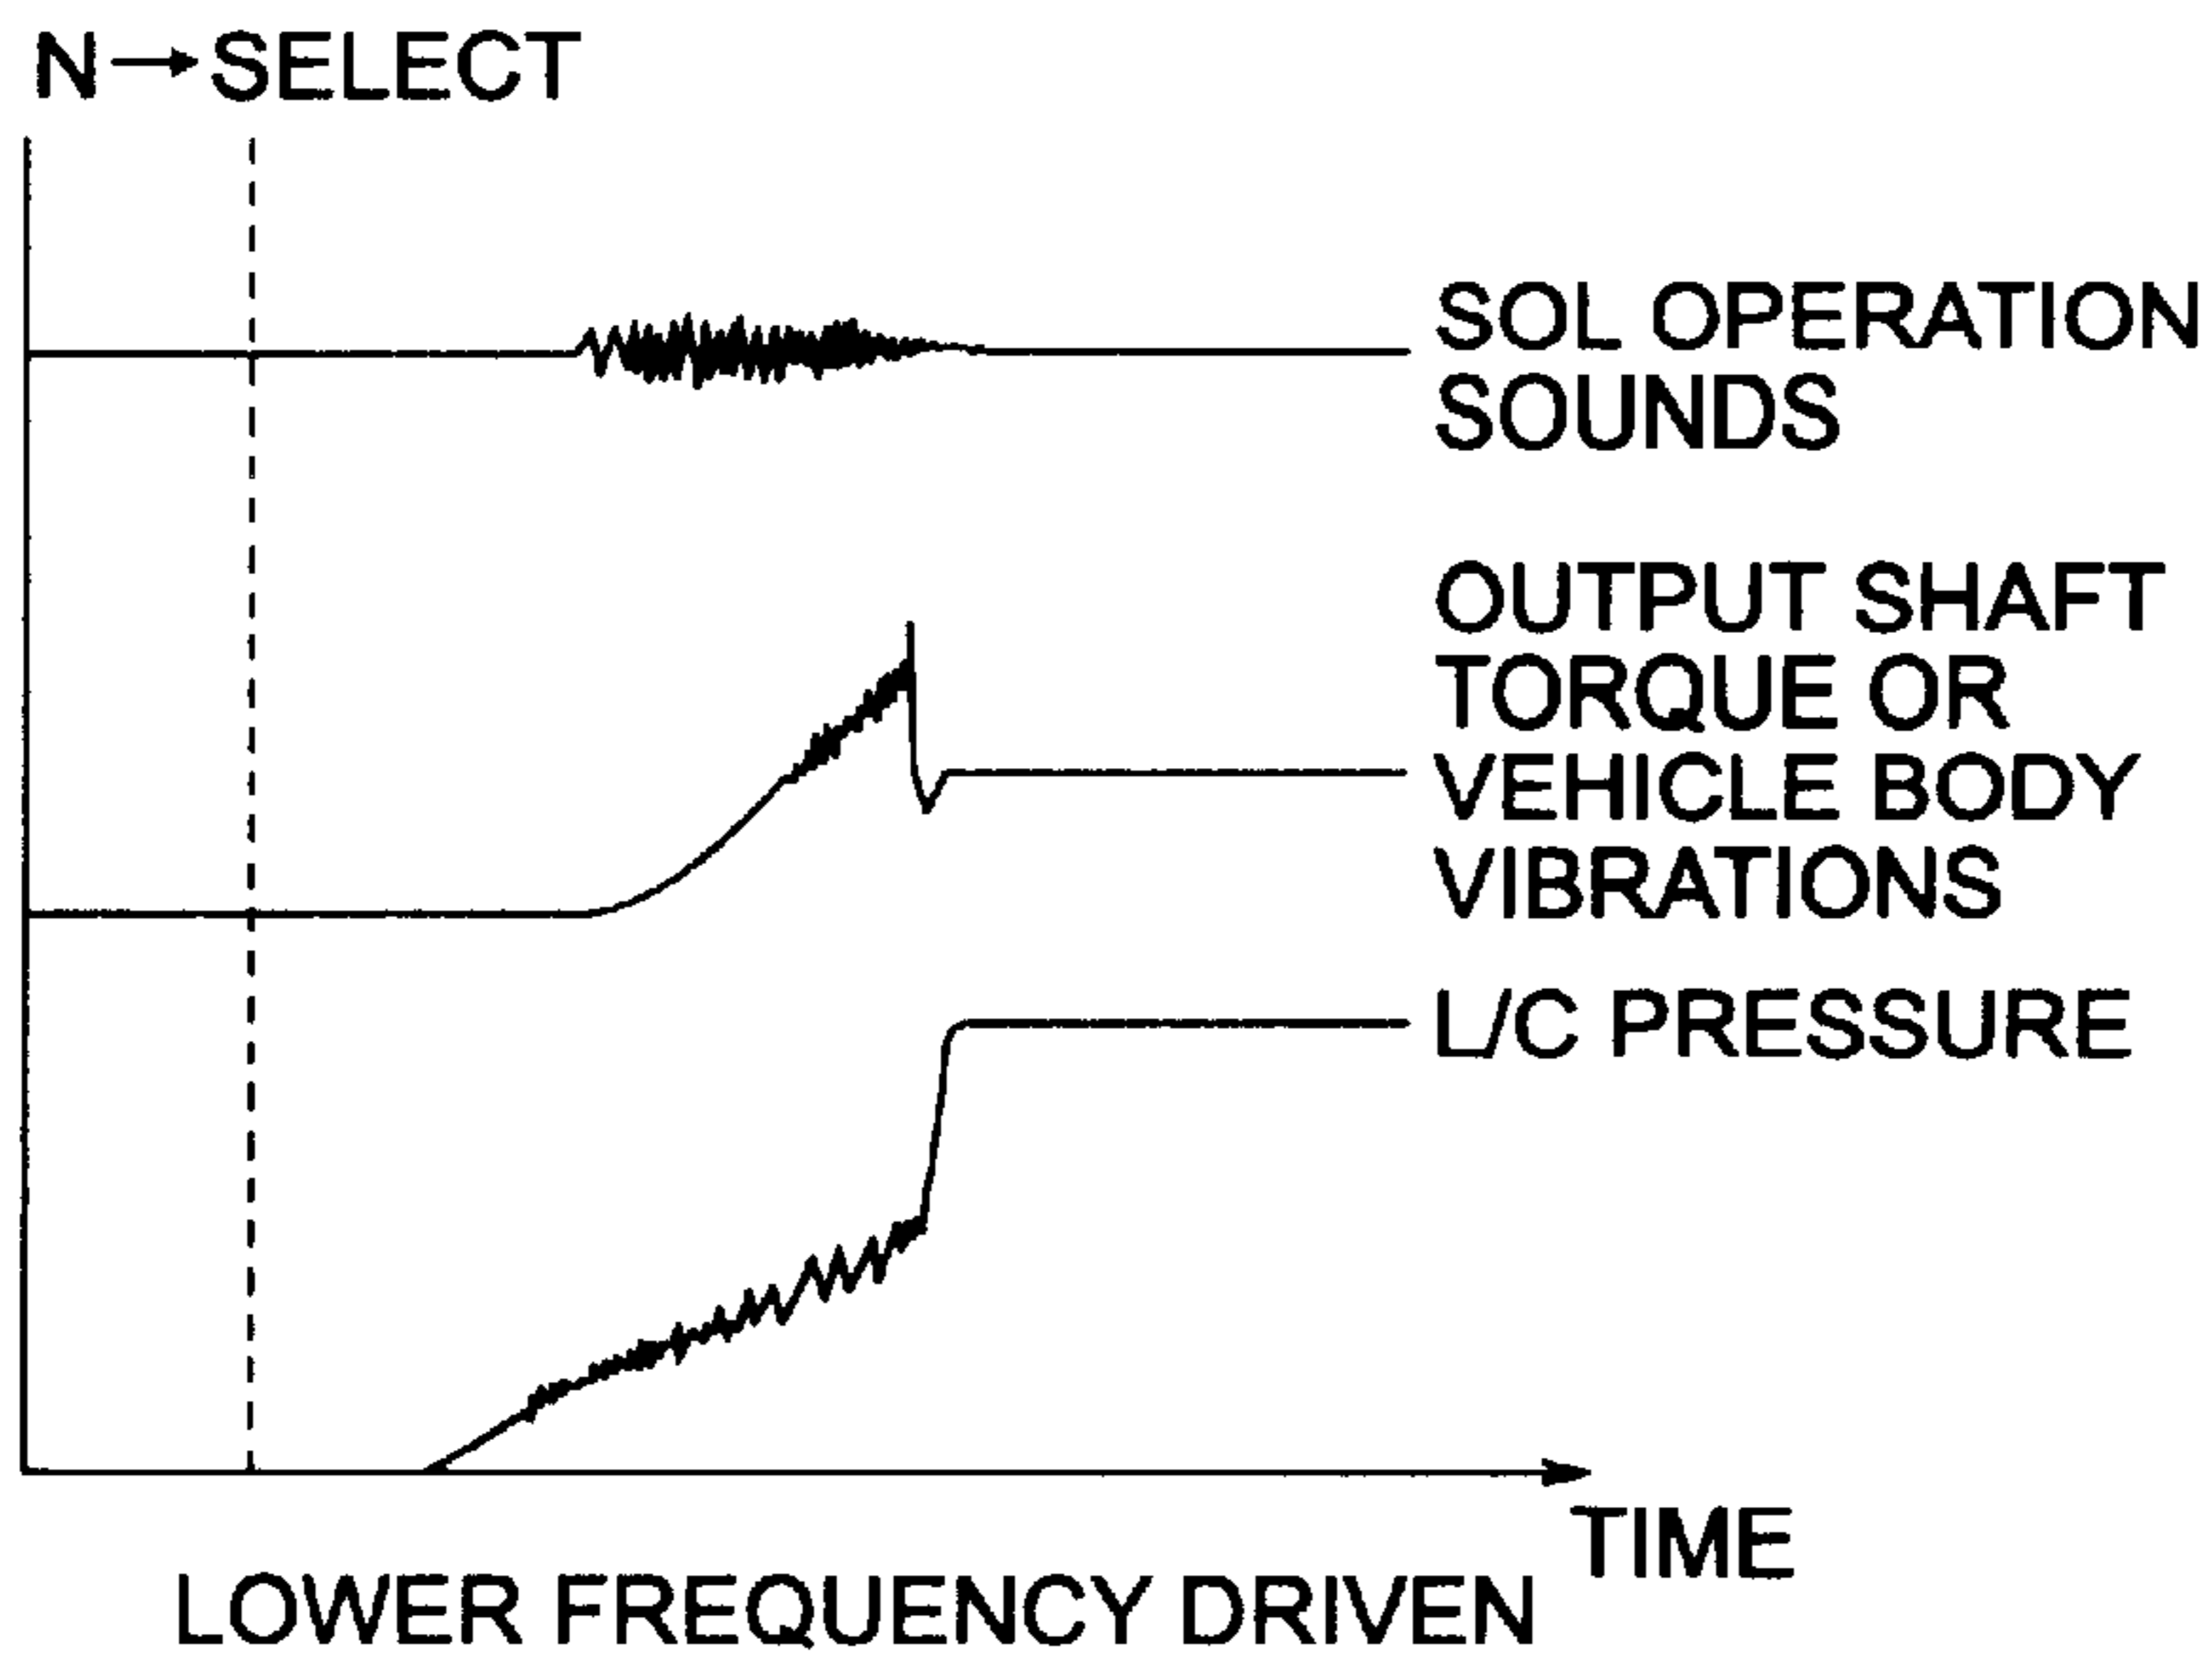 N→SELECT
SOL OPERATION
SOUNDS
OUTPUT SHAFT
TORQUE OR
VEHICLE BODY
VIBRATIONS
L/C PRESSURE
TIME
LOWER FREQUENCY DRIVEN